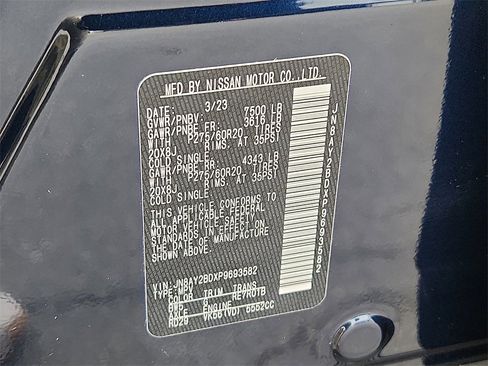 MFD BY NISSAN MOTOR CO.,LTD.
DATE: 3/23
GVWR/PNBV: 7500 LB
GAWR/PNBE FR: 3616 LB
WITH P275/60R20 TIRES
20X8J RIMS, AT 35PSI
COLD SINGLE
GAWR/PNBE RR: 4343 LB
WITH P275/60R20 TIRES
20X8J RIMS, AT 35PSI
COLD SINGLE
THIS VEHICLE CONFORMS TO
ALL APPLICABLE FEDERAL
MOTOR VEHICLE SAFETY
STANDARDS IN EFFECT ON
THE DATE OF MANUFACTURE
SHOWN ABOVE.
VIN: JN8AY2BDXP9693582
TYPE: MPV
COLOR TRIM TRANS
RE7R01B
ENGINE
VK56(VD) 5552CC
JN8AY2BDXP9693582